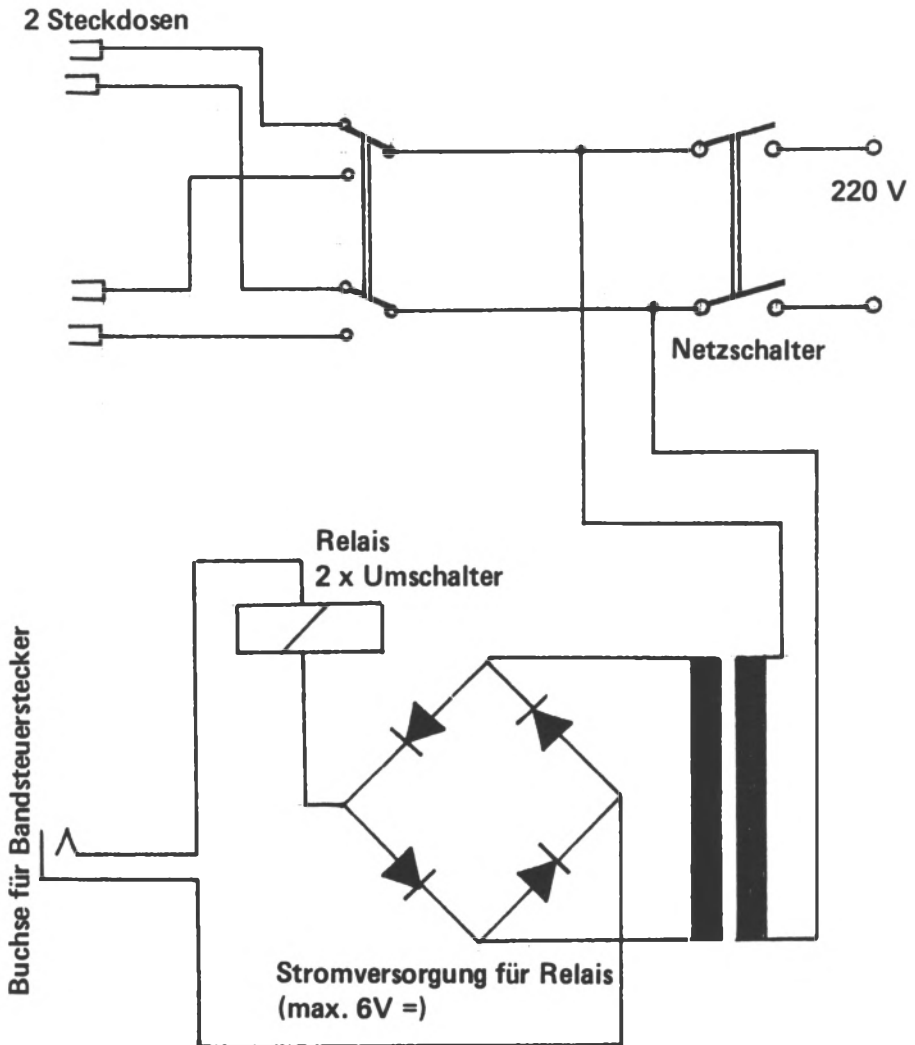 2 Steckdosen
220 V
Netzschalter
Relais
2 x Umschalter
Buchse für Bandsteuerstecker
Stromversorgung für Relais
(max. 6V =)